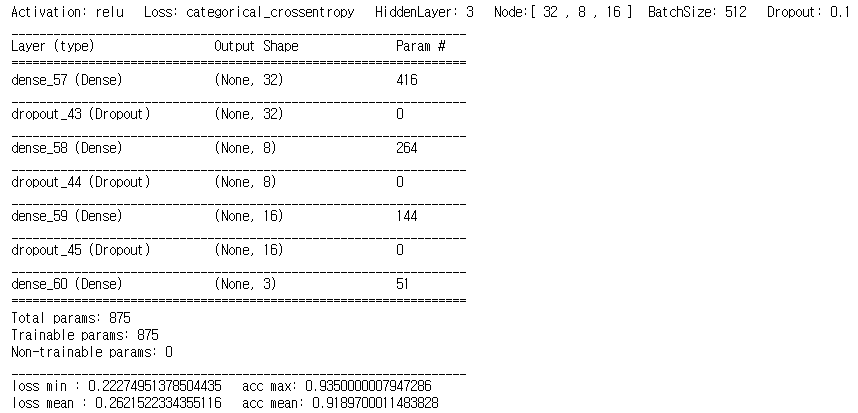 Activation: relu   Loss: categorical_crossentropy   HiddenLayer: 3   Node:[ 32 , 8 , 16 ]  BatchSize: 512   Dropout: 0.1
_________________________________________________________________
Layer (type)                 Output Shape              Param #
=================================================================
dense_57 (Dense)             (None, 32)                416
_________________________________________________________________
dropout_43 (Dropout)         (None, 32)                0
_________________________________________________________________
dense_58 (Dense)             (None, 8)                 264
_________________________________________________________________
dropout_44 (Dropout)         (None, 8)                 0
_________________________________________________________________
dense_59 (Dense)             (None, 16)                144
_________________________________________________________________
dropout_45 (Dropout)         (None, 16)                0
_________________________________________________________________
dense_60 (Dense)             (None, 3)                 51
=================================================================
Total params: 875
Trainable params: 875
Non-trainable params: 0
_________________________________________________________________
loss min : 0.22274951378504435   acc max: 0.9350000007947286
loss mean : 0.2621522334355116  acc mean: 0.9189700011483828